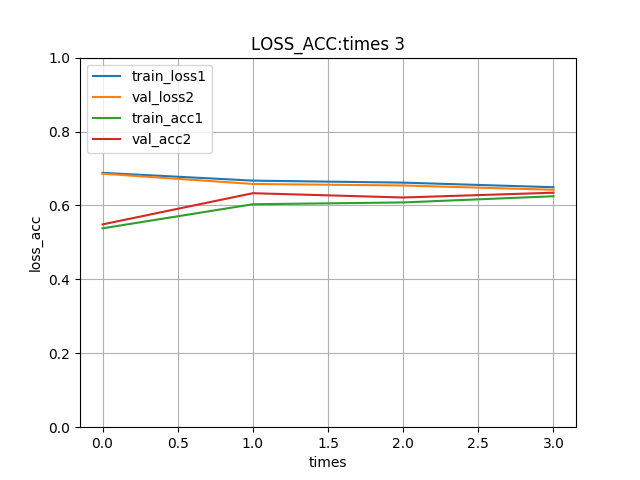 LOSS_ACC:times 3
1.0
train_loss1
val_loss2
train_acc1
val_acc2
0.8
0.6
loss_acc
0.4
0.2
0.0
0.0 0.5 1.0 1.5 2.0 2.5 3.0
times